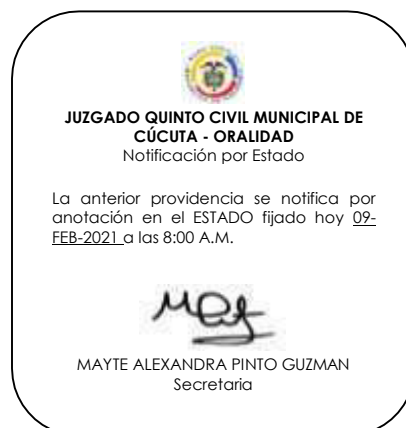 JUZGADO QUINTO CIVIL MUNICIPAL DE
CÚCUTA - ORALIDAD
Notificación por Estado
La anterior providencia se notifica por
anotación en el ESTADO fijado hoy 09-
FEB-2021 a las 8:00 A.M.
MAYTE ALEXANDRA PINTO GUZMAN
Secretaria